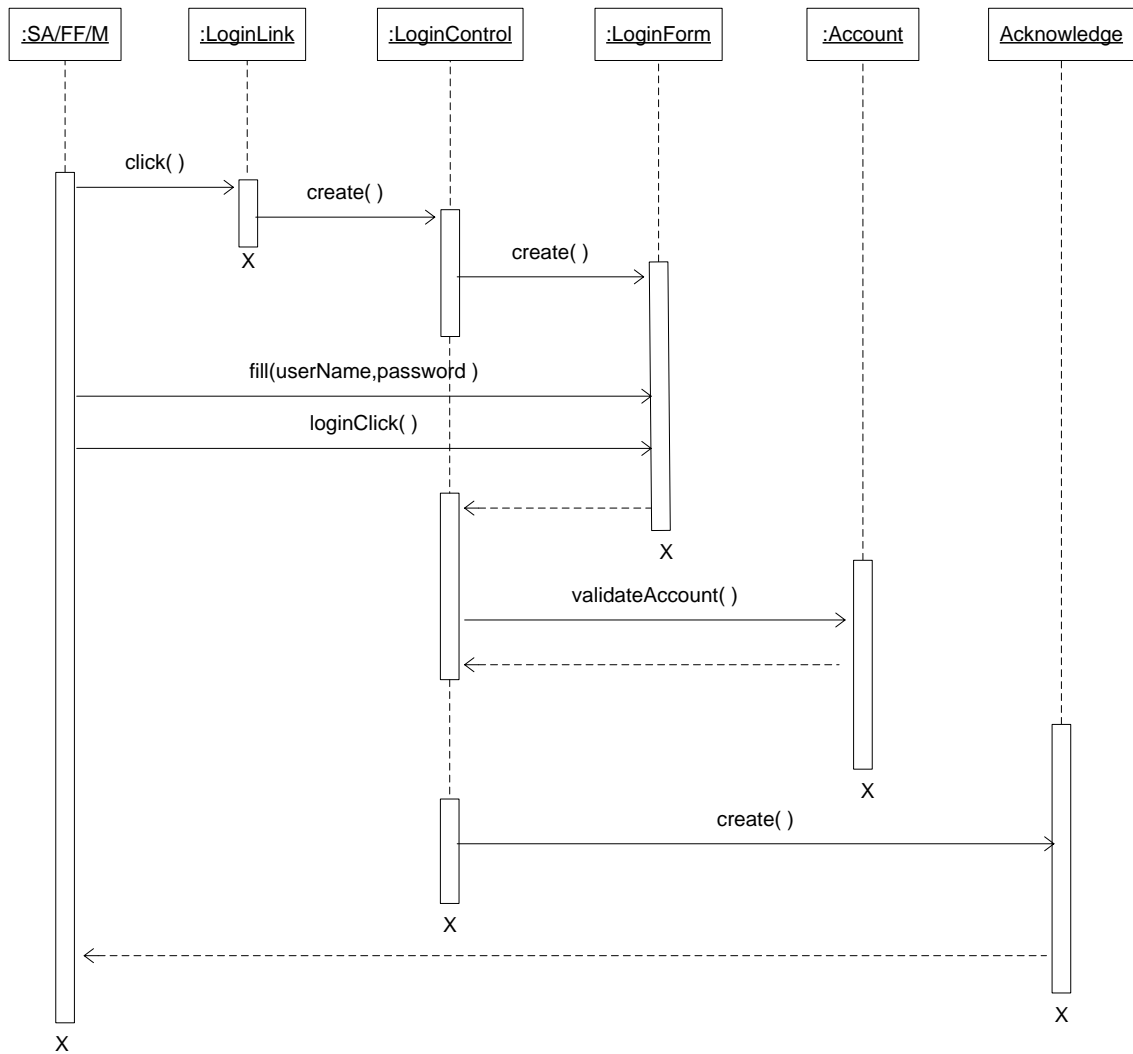 :SA/FF/M
:LoginLink
:LoginControl
:LoginForm
:Account
Acknowledge
click( )
create( )
create( )
X
fill(userName,password )
loginClick( )
X
validateAccount( )
X
create( )
X
X
X